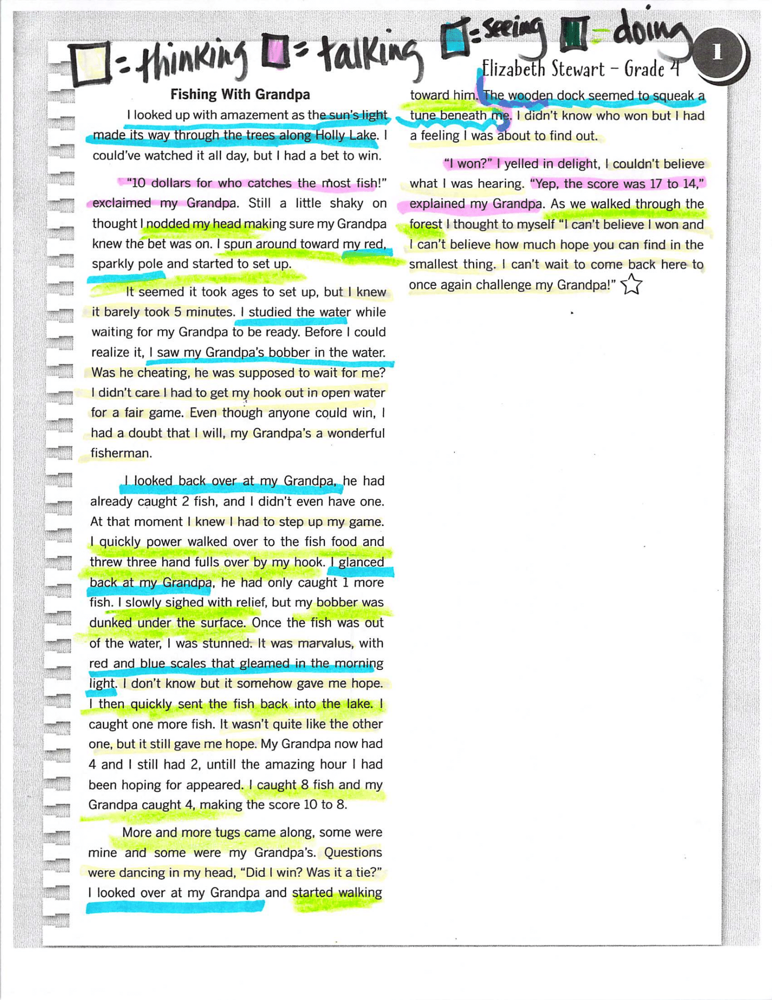 = thinking = talking = seeing = doing
1
Elizabeth Stewart – Grade 4
Fishing With Grandpa
I looked up with amazement as the sun's light
made its way through the trees along Holly Lake. I
could've watched it all day, but I had a bet to win.
“10 dollars for who catches the most fish!”
exclaimed my Grandpa. Still a little shaky on
thought I nodded my head making sure my Grandpa
knew the bet was on. I spun around toward my red,
sparkly pole and started to set up.
It seemed it took ages to set up, but I knew
it barely took 5 minutes. I studied the water while
waiting for my Grandpa to be ready. Before I could
realize it, I saw my Grandpa's bobber in the water.
Was he cheating, he was supposed to wait for me?
I didn't care I had to get my hook out in open water
for a fair game. Even though anyone could win, I
had a doubt that I will, my Grandpa's a wonderful
fisherman.
I looked back over at my Grandpa, he had
already caught 2 fish, and I didn't even have one.
At that moment I knew I had to step up my game.
I quickly power walked over to the fish food and
threw three hand fulls over by my hook. I glanced
back at my Grandpa, he had only caught 1 more
fish. I slowly sighed with relief, but my bobber was
dunked under the surface. Once the fish was out
of the water, I was stunned. It was marvalus, with
red and blue scales that gleamed in the morning
light. I don't know but it somehow gave me hope.
I then quickly sent the fish back into the lake. I
caught one more fish. It wasn't quite like the other
one, but it still gave me hope. My Grandpa now had
4 and I still had 2, untill the amazing hour I had
been hoping for appeared. I caught 8 fish and my
Grandpa caught 4, making the score 10 to 8.
More and more tugs came along, some were
mine and some were my Grandpa's. Questions
were dancing in my head, “Did I win? Was it a tie?”
I looked over at my Grandpa and started walking
toward him. The wooden dock seemed to squeak a
tune beneath me. I didn't know who won but I had
a feeling I was about to find out.
“I won?” I yelled in delight, I couldn't believe
what I was hearing. “Yep, the score was 17 to 14,”
explained my Grandpa. As we walked through the
forest I thought to myself “I can't believe I won and
I can't believe how much hope you can find in the
smallest thing. I can't wait to come back here to
once again challenge my Grandpa!”